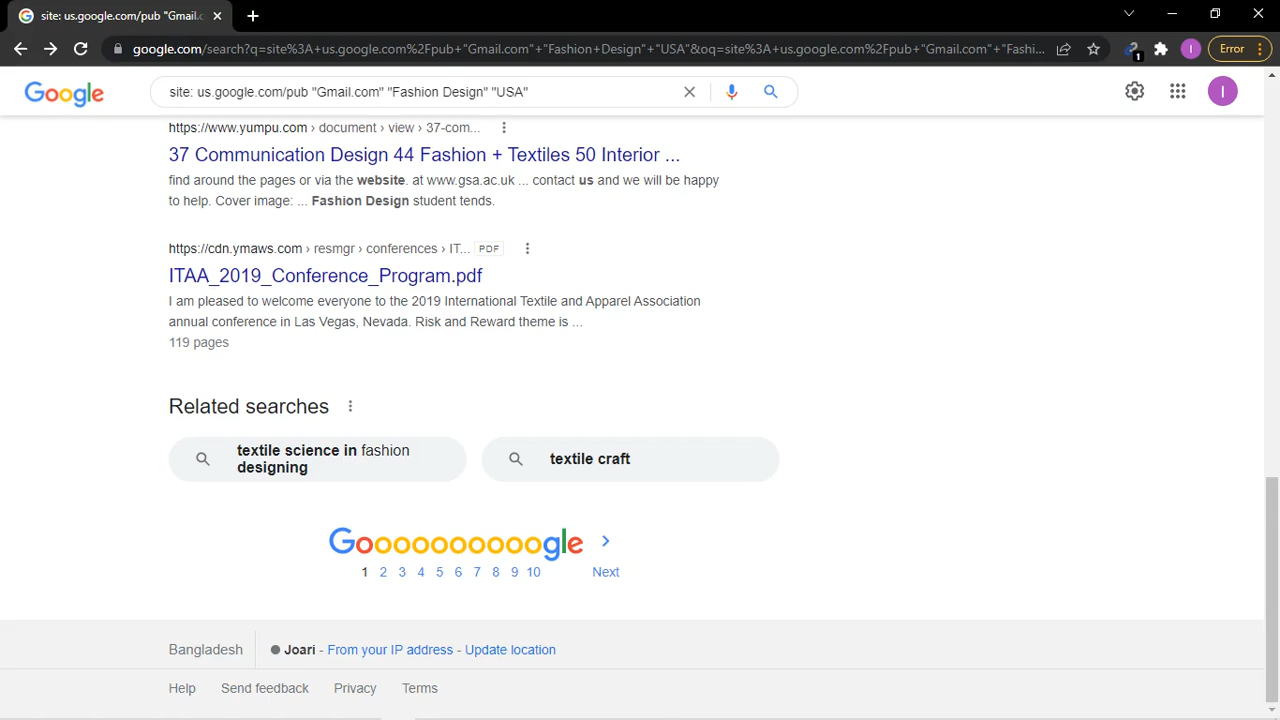 site: us.google.com/pub "Gmail.c
google.com/search?q=site%3A+us.google.com%2Fpub+"Gmail.com"+"Fashion+Design"+"USA"&oq=site%3A+us.google.com%2Fpub+"Gmail.com"+"Fashi...
1
I
Error
Google
site: us.google.com/pub "Gmail.com" "Fashion Design" "USA"
I
https://www.yumpu.com › document › view › 37-com...
37 Communication Design 44 Fashion + Textiles 50 Interior ...
find around the pages or via the website. at www.gsa.ac.uk ... contact us and we will be happy
to help. Cover image: ... Fashion Design student tends.
https://cdn.ymaws.com › resmgr › conferences › IT... PDF
ITAA_2019_Conference_Program.pdf
I am pleased to welcome everyone to the 2019 International Textile and Apparel Association
annual conference in Las Vegas, Nevada. Risk and Reward theme is ...
119 pages
Related searches
textile science in fashion
designing
textile craft
Goooooooooogle
1 2 3 4 5 6 7 8 9 10 Next
Bangladesh
Joari - From your IP address - Update location
Help Send feedback Privacy Terms